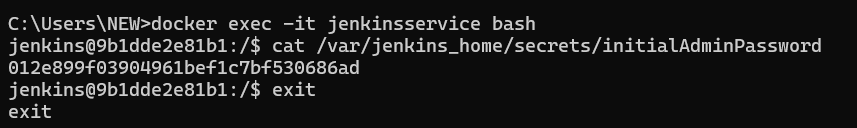 C:\Users\NEW>docker exec -it jenkinsservice bash
jenkins@9b1dde2e81b1:/$ cat /var/jenkins_home/secrets/initialAdminPassword
012e899f03904961bef1c7bf530686ad
jenkins@9b1dde2e81b1:/$ exit
exit